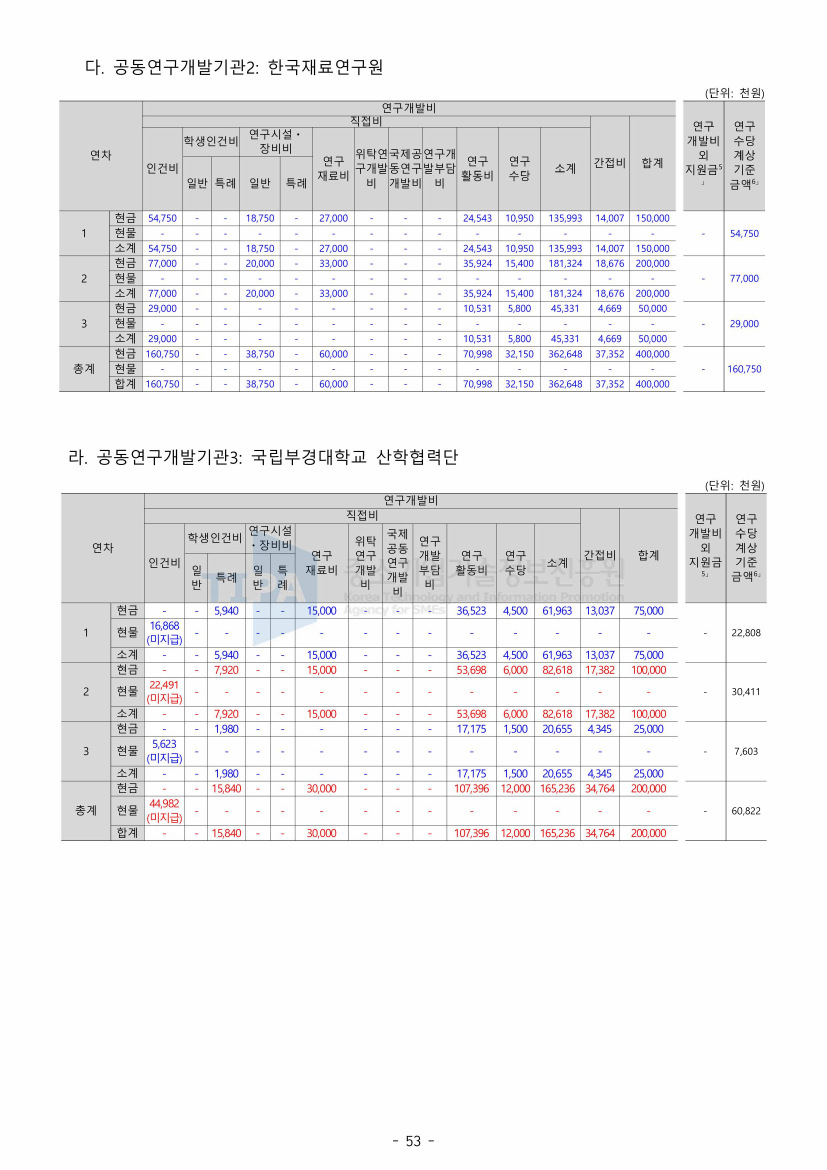 다. 공동연구개발기관2: 한국재료연구원
(단위: 천원)
연차 연구개발비 연구개발비 외 지원금5」 연구수당 계상기준 금액6」
직접비 간접비 합계
인건비 학생인건비 연구시설・장비비 연구재료비 위탁연구개발비 국제공동연구개발비 연구개발부담비 연구활동비 연구수당 소계
일반 특례 일반 특례
1 현금 54,750 - - 18,750 - 27,000 - - - 24,543 10,950 135,993 14,007 150,000 - 54,750
현물 - - - - - - - - - - - - - -
소계 54,750 - - 18,750 - 27,000 - - - 24,543 10,950 135,993 14,007 150,000
2 현금 77,000 - - 20,000 - 33,000 - - - 35,924 15,400 181,324 18,676 200,000 - 77,000
현물 - - - - - - - - - - - - - -
소계 77,000 - - 20,000 - 33,000 - - - 35,924 15,400 181,324 18,676 200,000
3 현금 29,000 - - - - - - - - 10,531 5,800 45,331 4,669 50,000 - 29,000
현물 - - - - - - - - - - - - - -
소계 29,000 - - - - - - - - 10,531 5,800 45,331 4,669 50,000
총계 현금 160,750 - - 38,750 - 60,000 - - - 70,998 32,150 362,648 37,352 400,000 - 160,750
현물 - - - - - - - - - - - - - -
합계 160,750 - - 38,750 - 60,000 - - - 70,998 32,150 362,648 37,352 400,000
라. 공동연구개발기관3: 국립부경대학교 산학협력단
(단위: 천원)
연차 연구개발비 연구개발비 외 지원금5」 연구수당 계상기준 금액6」
직접비 간접비 합계
인건비 학생인건비 연구시설・장비비 연구재료비 위탁연구개발비 국제공동연구개발비 연구개발부담비 연구활동비 연구수당 소계
일반 특례 일반 특례
TIPA 중소기업기술정보진흥원
Korea Technology and Information Promotion
Agency for SMEs
1 현금 - - 5,940 - - 15,000 - - - 36,523 4,500 61,963 13,037 75,000 - 22,808
현물 16,868 (미지급) - - - - - - - - - - - - -
소계 - - 5,940 - - 15,000 - - - 36,523 4,500 61,963 13,037 75,000
2 현금 - - 7,920 - - 15,000 - - - 53,698 6,000 82,618 17,382 100,000 - 30,411
현물 22,491 (미지급) - - - - - - - - - - - - -
소계 - - 7,920 - - 15,000 - - - 53,698 6,000 82,618 17,382 100,000
3 현금 - - 1,980 - - - - - - 17,175 1,500 20,655 4,345 25,000 - 7,603
현물 5,623 (미지급) - - - - - - - - - - - - -
소계 - - 1,980 - - - - - - 17,175 1,500 20,655 4,345 25,000
총계 현금 - - 15,840 - - 30,000 - - - 107,396 12,000 165,236 34,764 200,000 - 60,822
현물 44,982 (미지급) - - - - - - - - - - - - -
합계 - - 15,840 - - 30,000 - - - 107,396 12,000 165,236 34,764 200,000
- 53 -